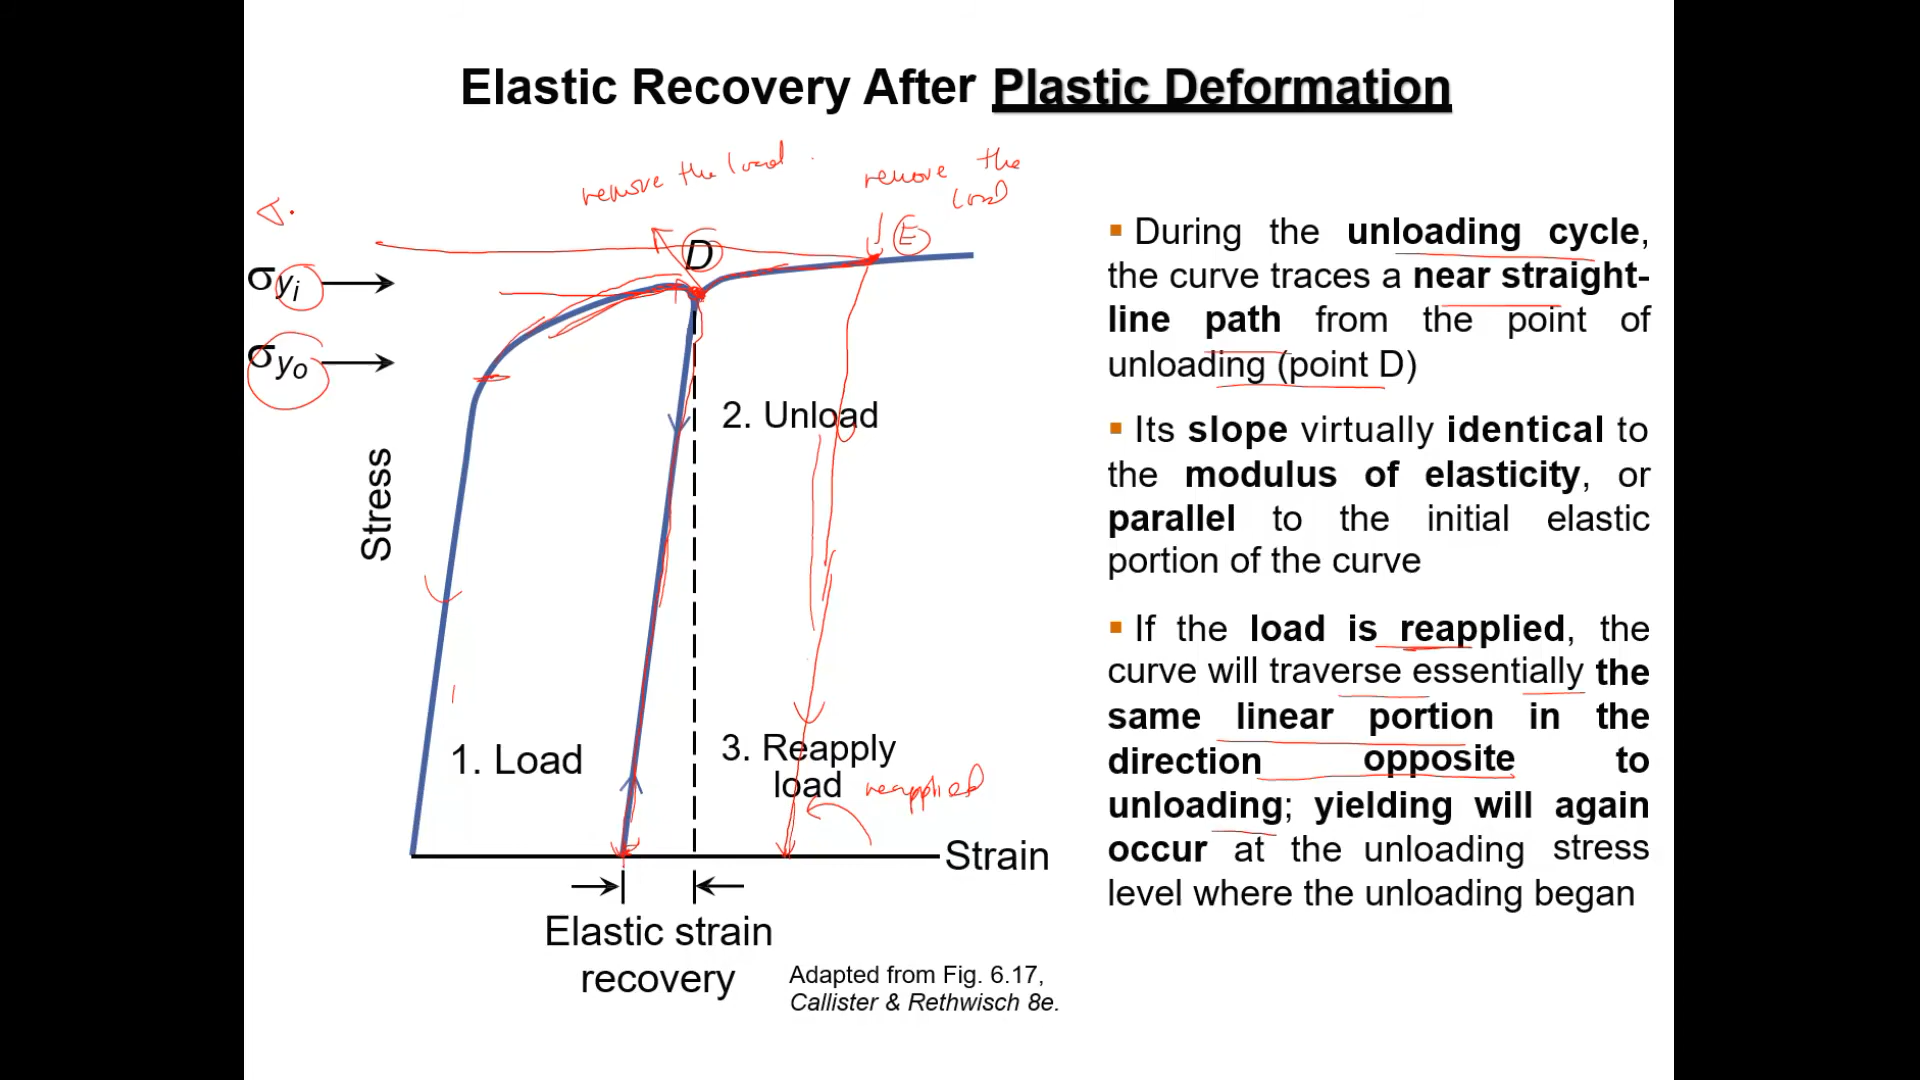 Elastic Recovery After Plastic Deformation
remove the load
remove the
load
σ
D
E
σyi
σyo
Stress
2. Unload
1. Load
3. Reapply
load
reapplied
Strain
Elastic strain
recovery
Adapted from Fig. 6.17,
Callister & Rethwisch 8e.
▪ During the unloading cycle,
the curve traces a near straight-
line path from the point of
unloading (point D)
▪ Its slope virtually identical to
the modulus of elasticity, or
parallel to the initial elastic
portion of the curve
▪ If the load is reapplied, the
curve will traverse essentially the
same linear portion in the
direction opposite to
unloading; yielding will again
occur at the unloading stress
level where the unloading began